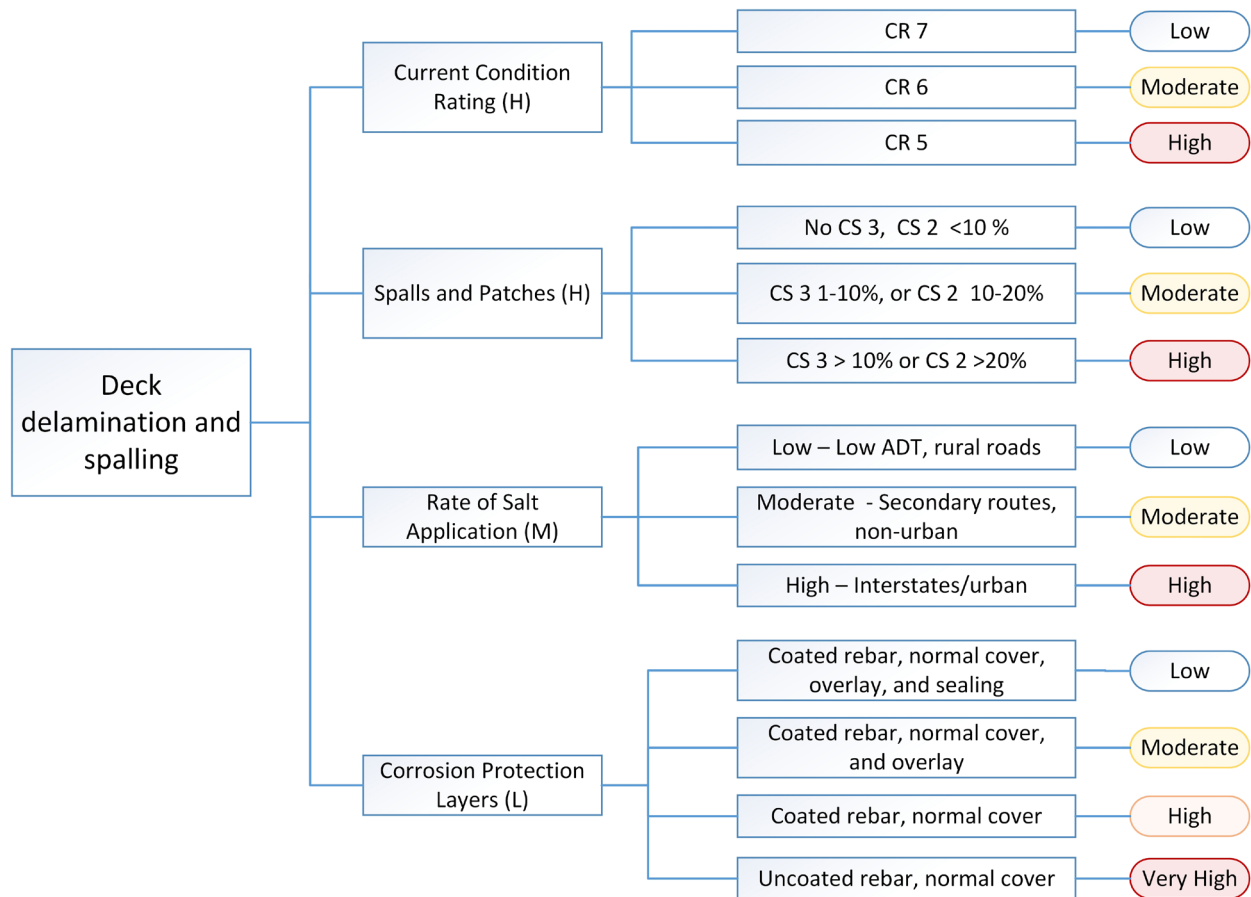 Deck
delamination and
spalling
Current Condition
Rating (H)
CR 7
Low
CR 6
Moderate
CR 5
High
Spalls and Patches (H)
No CS 3,  CS 2  <10 %
Low
CS 3 1-10%, or CS 2  10-20%
Moderate
CS 3 > 10% or CS 2 >20%
High
Rate of Salt
Application (M)
Low – Low ADT, rural roads
Low
Moderate  - Secondary routes,
non-urban
Moderate
High – Interstates/urban
High
Corrosion Protection
Layers (L)
Coated rebar, normal cover,
overlay, and sealing
Low
Coated rebar, normal cover,
and overlay
Moderate
Coated rebar, normal cover
High
Uncoated rebar, normal cover
Very High